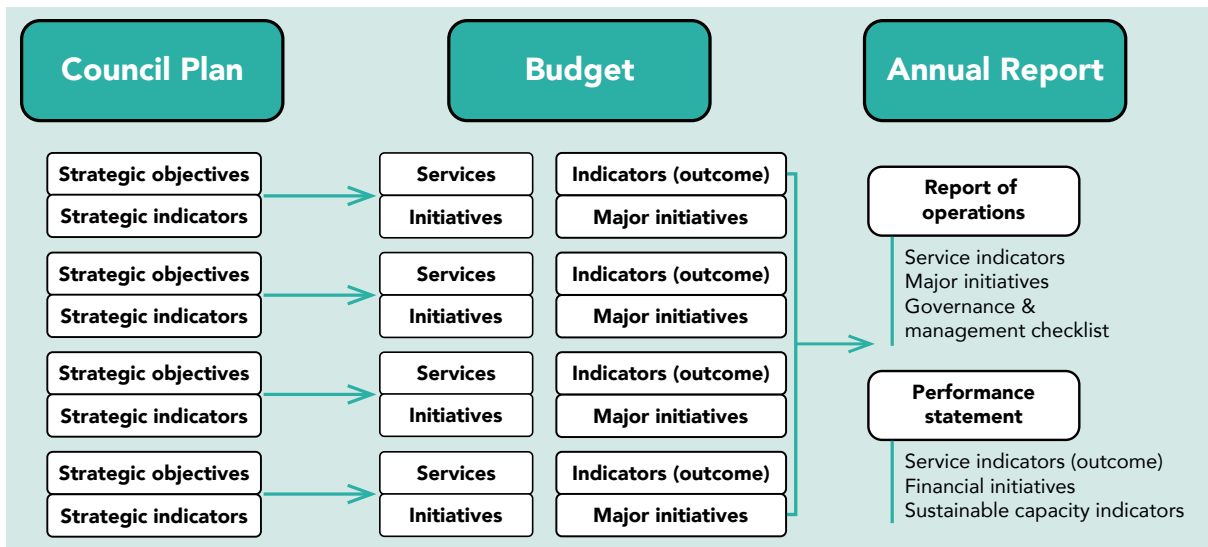 Council Plan
Budget
Annual Report
Strategic objectives
Strategic indicators
Services
Initiatives
Indicators (outcome)
Major initiatives
Strategic objectives
Strategic indicators
Services
Initiatives
Indicators (outcome)
Major initiatives
Strategic objectives
Strategic indicators
Services
Initiatives
Indicators (outcome)
Major initiatives
Strategic objectives
Strategic indicators
Services
Initiatives
Indicators (outcome)
Major initiatives
Report of
operations
Service indicators
Major initiatives
Governance &
management checklist
Performance
statement
Service indicators (outcome)
Financial initiatives
Sustainable capacity indicators